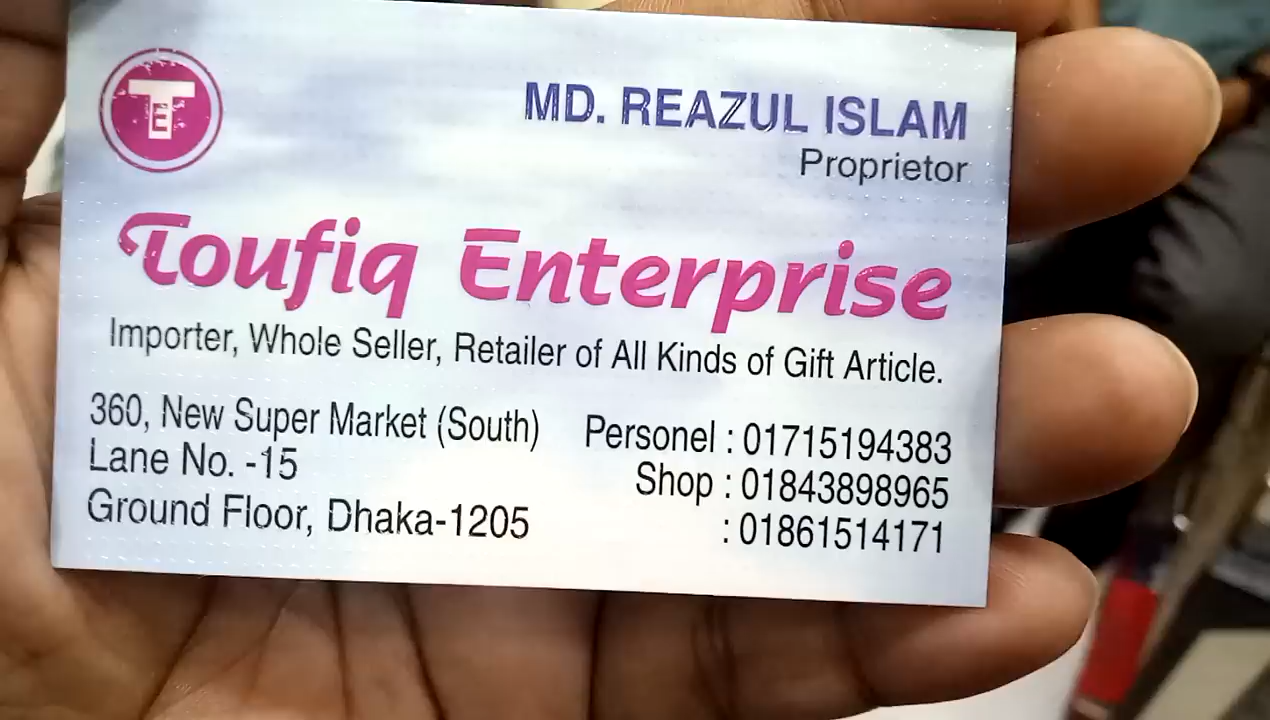 TE
MD. REAZUL ISLAM
Proprietor
Toufiq Enterprise
Importer, Whole Seller, Retailer of All Kinds of Gift Article.
360, New Super Market (South)
Lane No. -15
Ground Floor, Dhaka-1205
Personel : 01715194383
Shop : 01843898965
: 01861514171